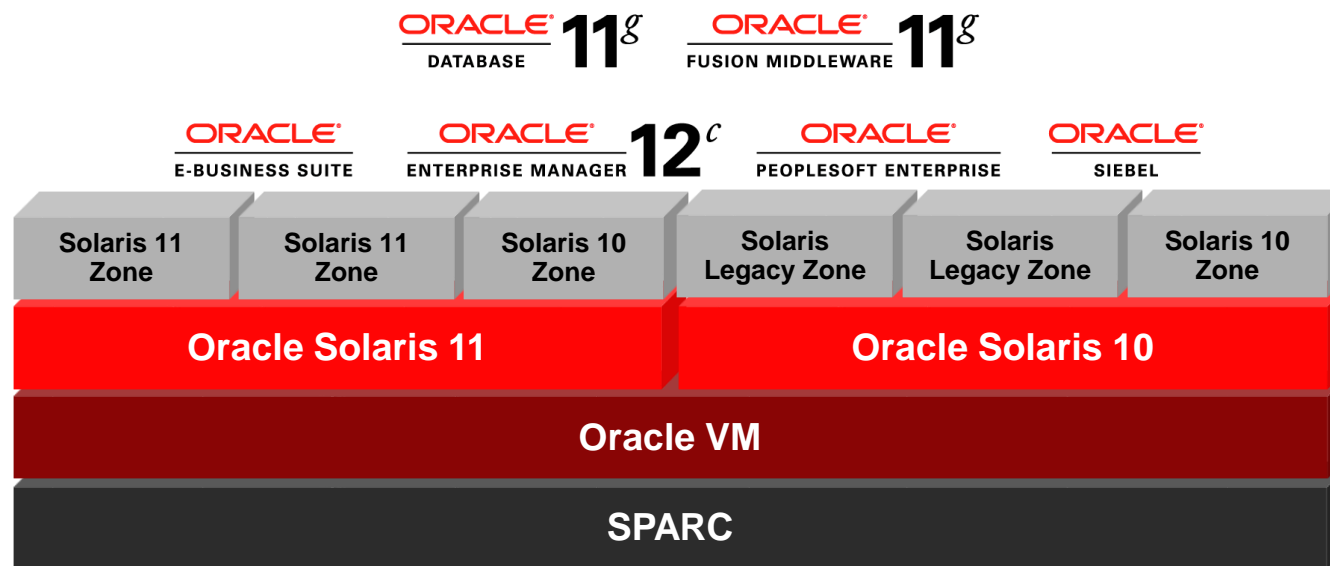 ORACLE® DATABASE 11g ORACLE® FUSION MIDDLEWARE 11g
ORACLE® E-BUSINESS SUITE ORACLE® ENTERPRISE MANAGER 12c ORACLE® PEOPLESOFT ENTERPRISE ORACLE® SIEBEL
Solaris 11
Zone
Solaris 11
Zone
Solaris 10
Zone
Solaris
Legacy Zone
Solaris
Legacy Zone
Solaris 10
Zone
Oracle Solaris 11
Oracle Solaris 10
Oracle VM
SPARC